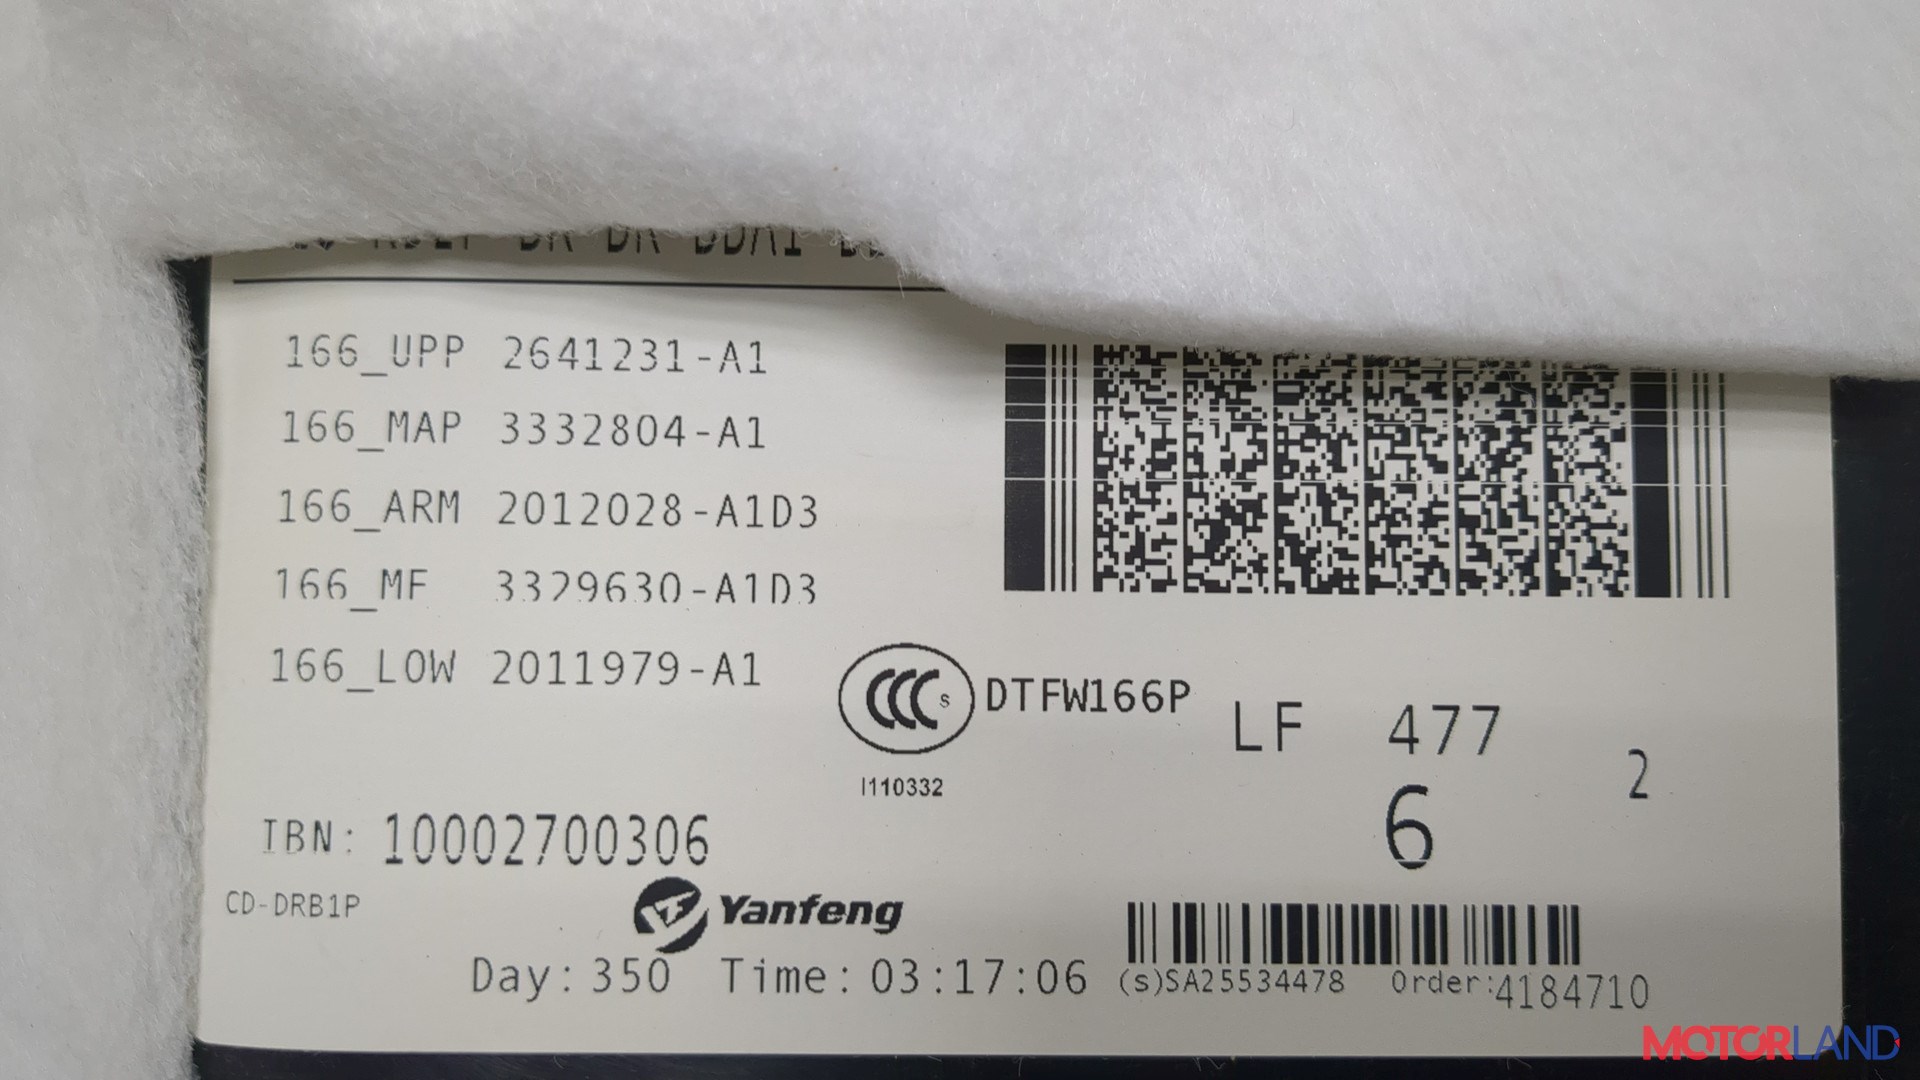 166_UPP 2641231-A1
166_MAP 3332804-A1
166_ARM 2012028-A1D3
166_MF 3329630-A1D3
166_LOW 2011979-A1
CCC S DTFW166P
LF 477
I110332
2
6
IBN: 10002700306
CD-DRB1P
Yanfeng
Day: 350 Time: 03:17:06
(s)SA25534478 Order:4184710
MOTORLAND